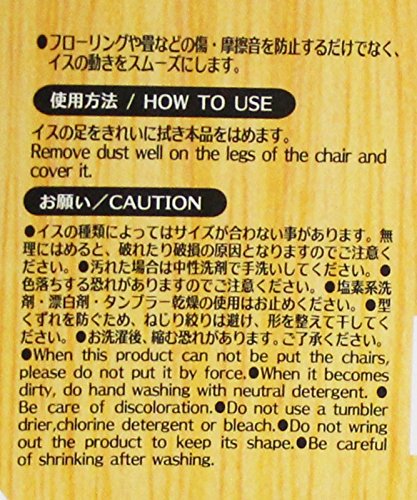 ●フローリングや畳などの傷・摩擦音を防止するだけでなく、
イスの動きをスムーズにします。
使用方法 / HOW TO USE
イスの足をきれいに拭き本品をはめます。
Remove dust well on the legs of the chair and
cover it.
お願い/CAUTION
●イスの種類によってはサイズが合わない事があります。無
理にはめると、破れたり破損の原因となりますのでご注意く
ださい。●汚れた場合は中性洗剤で手洗いしてください。●
色落ちする恐れがありますのでご注意ください。●塩素系洗
剤・漂白剤・タンブラー乾燥の使用はお止めください。●型
くずれを防ぐため、ねじり絞りは避け、形を整えて干してく
ださい。●お洗濯後、縮む恐れがあります。ご了承ください。
●When this product can not be put the chairs,
please do not put it by force.●When it becomes
dirty, do hand washing with neutral detergent. ●
Be care of discoloration.●Do not use a tumbler
drier,chlorine detergent or bleach.●Do not wring
out the product to keep its shape.●Be careful
of shrinking after washing.